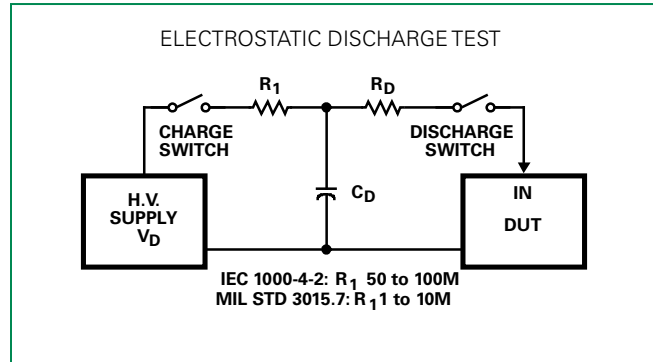 ELECTROSTATIC DISCHARGE TEST
R1
RD
CHARGE
SWITCH
DISCHARGE
SWITCH
H.V.
SUPPLY
VD
CD
IN
DUT
IEC 1000-4-2: R1 50 to 100M
MIL STD 3015.7: R1 1 to 10M